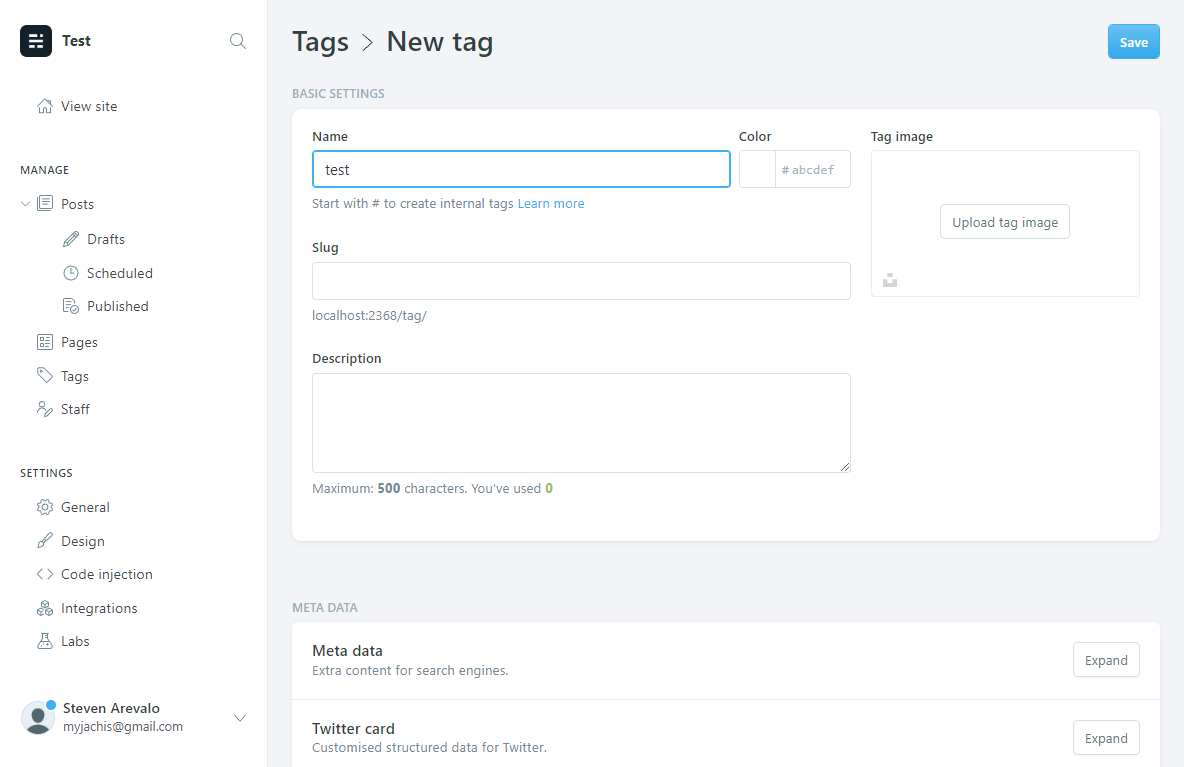 Test
View site
MANAGE
Posts
Drafts
Scheduled
Published
Pages
Tags
Staff
SETTINGS
General
Design
Code injection
Integrations
Labs
Steven Arevalo
myjachis@gmail.com
Tags > New tag
Save
BASIC SETTINGS
Name
test
Start with # to create internal tags Learn more
Color
# abcdef
Tag image
Upload tag image
Slug
localhost:2368/tag/
Description
Maximum: 500 characters. You’ve used 0
META DATA
Meta data
Extra content for search engines.
Expand
Twitter card
Customised structured data for Twitter.
Expand